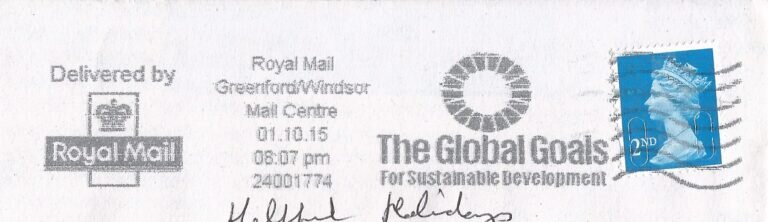 Delivered by
Royal Mail
Royal Mail
Greenford/Windsor
Mail Centre
01.10.15
08:07 pm
24001774
The Global Goals
For Sustainable Development
2ND
Holidays